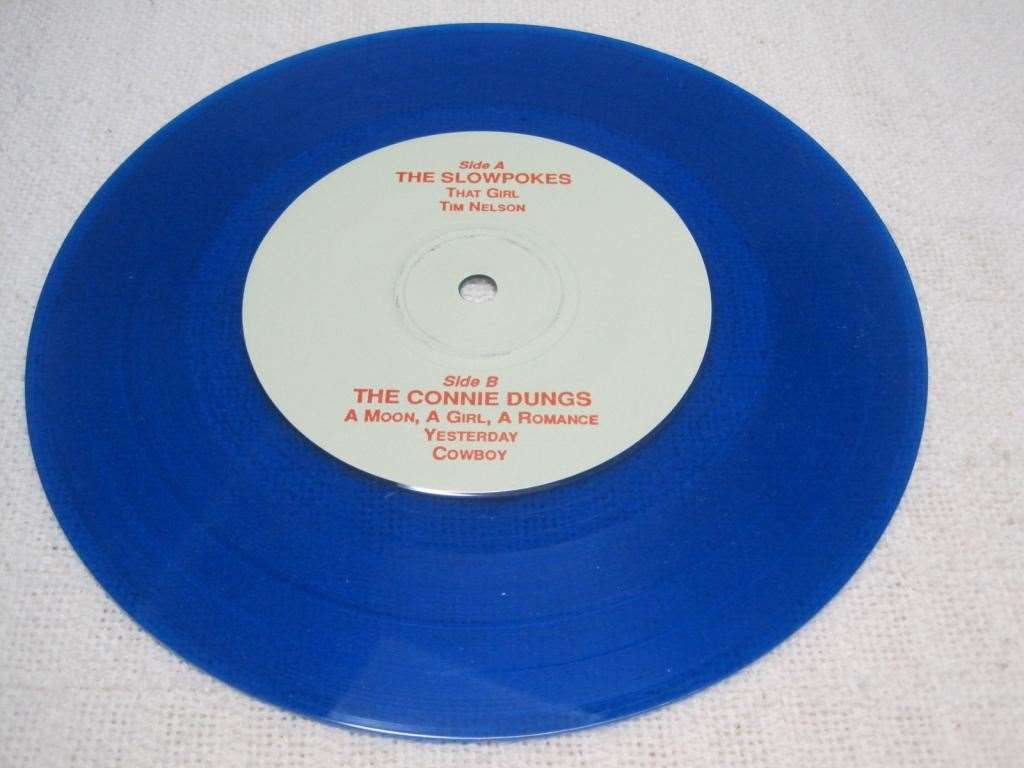 Side A
THE SLOWPOKES
THAT GIRL
TIM NELSON
Side B
THE CONNIE DUNGS
A MOON, A GIRL, A ROMANCE
YESTERDAY
COWBOY